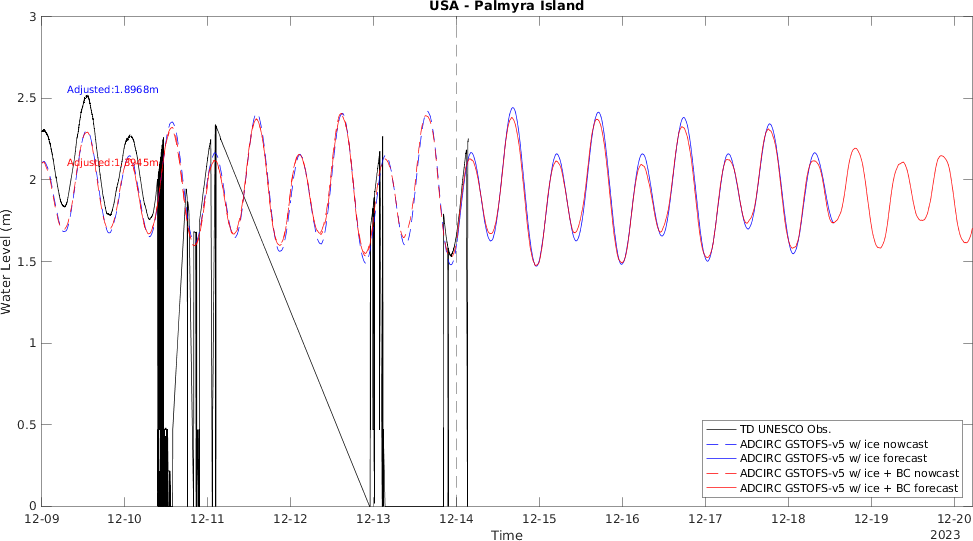 USA - Palmyra Island
3
2.5
2
1.5
1
0.5
0
Water Level (m)
Adjusted:1.8968m
Adjusted:1.8945m
TD UNESCO Obs.
ADCIRC GSTOFS-v5 w/ ice nowcast
ADCIRC GSTOFS-v5 w/ ice forecast
ADCIRC GSTOFS-v5 w/ ice + BC nowcast
ADCIRC GSTOFS-v5 w/ ice + BC forecast
12-09 12-10 12-11 12-12 12-13 12-14 12-15 12-16 12-17 12-18 12-19 12-20
Time
2023